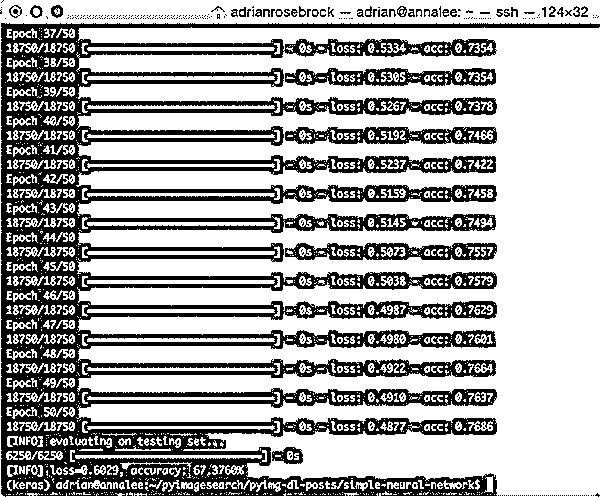 adrianrosebrock — adrian@annalee: ~ — ssh — 124×32
Epoch 37/50
18750/18750 [==============================] - 0s - loss: 0.5334 - acc: 0.7354
Epoch 38/50
18750/18750 [==============================] - 0s - loss: 0.5305 - acc: 0.7354
Epoch 39/50
18750/18750 [==============================] - 0s - loss: 0.5267 - acc: 0.7378
Epoch 40/50
18750/18750 [==============================] - 0s - loss: 0.5192 - acc: 0.7466
Epoch 41/50
18750/18750 [==============================] - 0s - loss: 0.5237 - acc: 0.7422
Epoch 42/50
18750/18750 [==============================] - 0s - loss: 0.5159 - acc: 0.7458
Epoch 43/50
18750/18750 [==============================] - 0s - loss: 0.5145 - acc: 0.7494
Epoch 44/50
18750/18750 [==============================] - 0s - loss: 0.5073 - acc: 0.7557
Epoch 45/50
18750/18750 [==============================] - 0s - loss: 0.5038 - acc: 0.7579
Epoch 46/50
18750/18750 [==============================] - 0s - loss: 0.4987 - acc: 0.7629
Epoch 47/50
18750/18750 [==============================] - 0s - loss: 0.4980 - acc: 0.7601
Epoch 48/50
18750/18750 [==============================] - 0s - loss: 0.4922 - acc: 0.7664
Epoch 49/50
18750/18750 [==============================] - 0s - loss: 0.4910 - acc: 0.7637
Epoch 50/50
18750/18750 [==============================] - 0s - loss: 0.4877 - acc: 0.7686
[INFO] evaluating on testing set...
6250/6250 [==============================] - 0s
[INFO] loss=0.6029, accuracy: 67.3760%
(keras) adrian@annalee:~/pyimagesearch/pyimg-dl-posts/simple-neural-network$